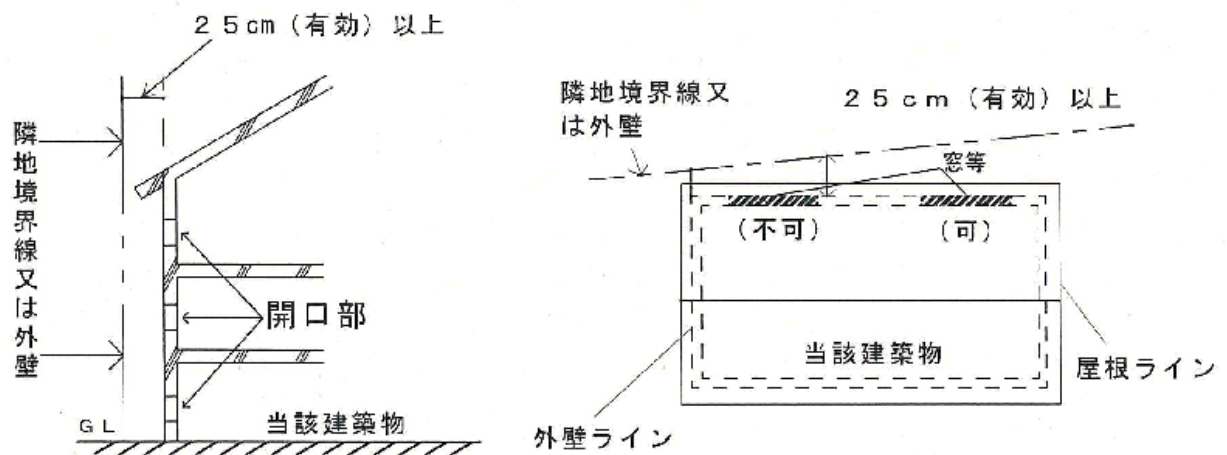 25cm（有効）以上
隣地境界線又は外壁
開口部
GL
当該建築物
隣地境界線又
は外壁
25cm（有効）以上
窓等
（不可）
（可）
当該建築物
屋根ライン
外壁ライン